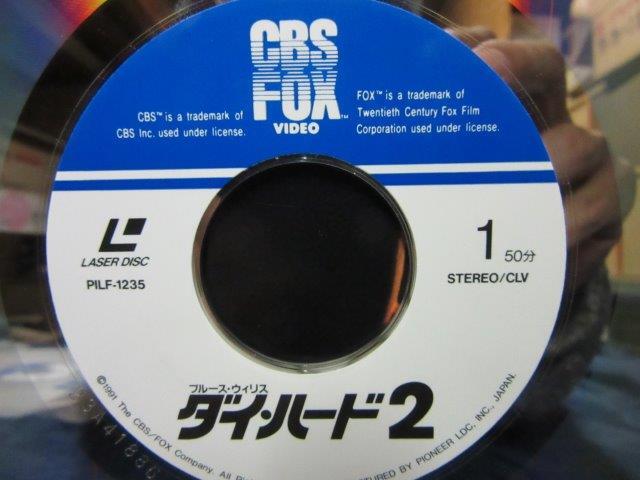 CBS
FOX™
VIDEO
CBS™ is a trademark of
CBS Inc. used under license.
FOX™ is a trademark of
Twentieth Century Fox Film
Corporation used under license.
LASER DISC
PILF-1235
1 50分
STEREO/CLV
ブルース・ウィリス
ダイ・ハード2
©1991 The CBS/FOX Company. All
BY PIONEER LDC, INC., JAPAN.